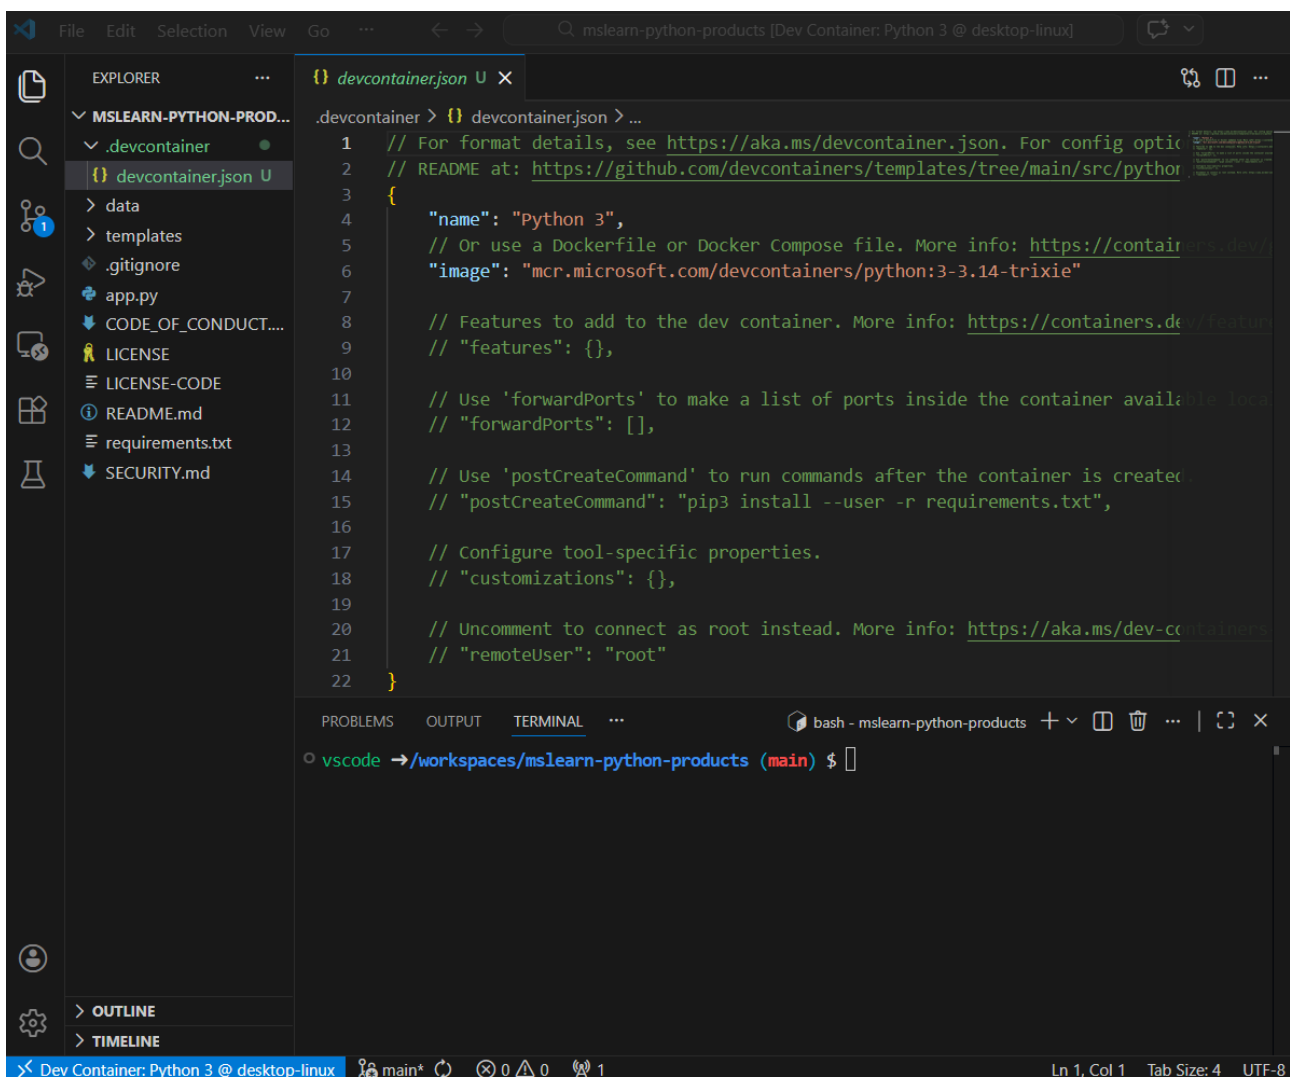 File Edit Selection View Go ··· mslearn-python-products [Dev Container: Python 3 @ desktop-linux]
EXPLORER ···
MSLEARN-PYTHON-PROD...
.devcontainer
{} devcontainer.json U
data
templates
.gitignore
app.py
CODE_OF_CONDUCT....
LICENSE
LICENSE-CODE
README.md
requirements.txt
SECURITY.md
OUTLINE
TIMELINE
1
{} devcontainer.json U
.devcontainer > {} devcontainer.json > ...
1 // For format details, see https://aka.ms/devcontainer.json. For config optic
2 // README at: https://github.com/devcontainers/templates/tree/main/src/python
3 {
4 "name": "Python 3",
5 // Or use a Dockerfile or Docker Compose file. More info: https://containers.dev/
6 "image": "mcr.microsoft.com/devcontainers/python:3-3.14-trixie"
7
8 // Features to add to the dev container. More info: https://containers.dev/feature
9 // "features": {},
10
11 // Use 'forwardPorts' to make a list of ports inside the container available loca
12 // "forwardPorts": [],
13
14 // Use 'postCreateCommand' to run commands after the container is created.
15 // "postCreateCommand": "pip3 install --user -r requirements.txt",
16
17 // Configure tool-specific properties.
18 // "customizations": {},
19
20 // Uncomment to connect as root instead. More info: https://aka.ms/dev-containers-
21 // "remoteUser": "root"
22 }
PROBLEMS OUTPUT TERMINAL ··· bash - mslearn-python-products
vscode ➜/workspaces/mslearn-python-products (main) $
Dev Container: Python 3 @ desktop-linux main* 0 0 1 Ln 1, Col 1 Tab Size: 4 UTF-8